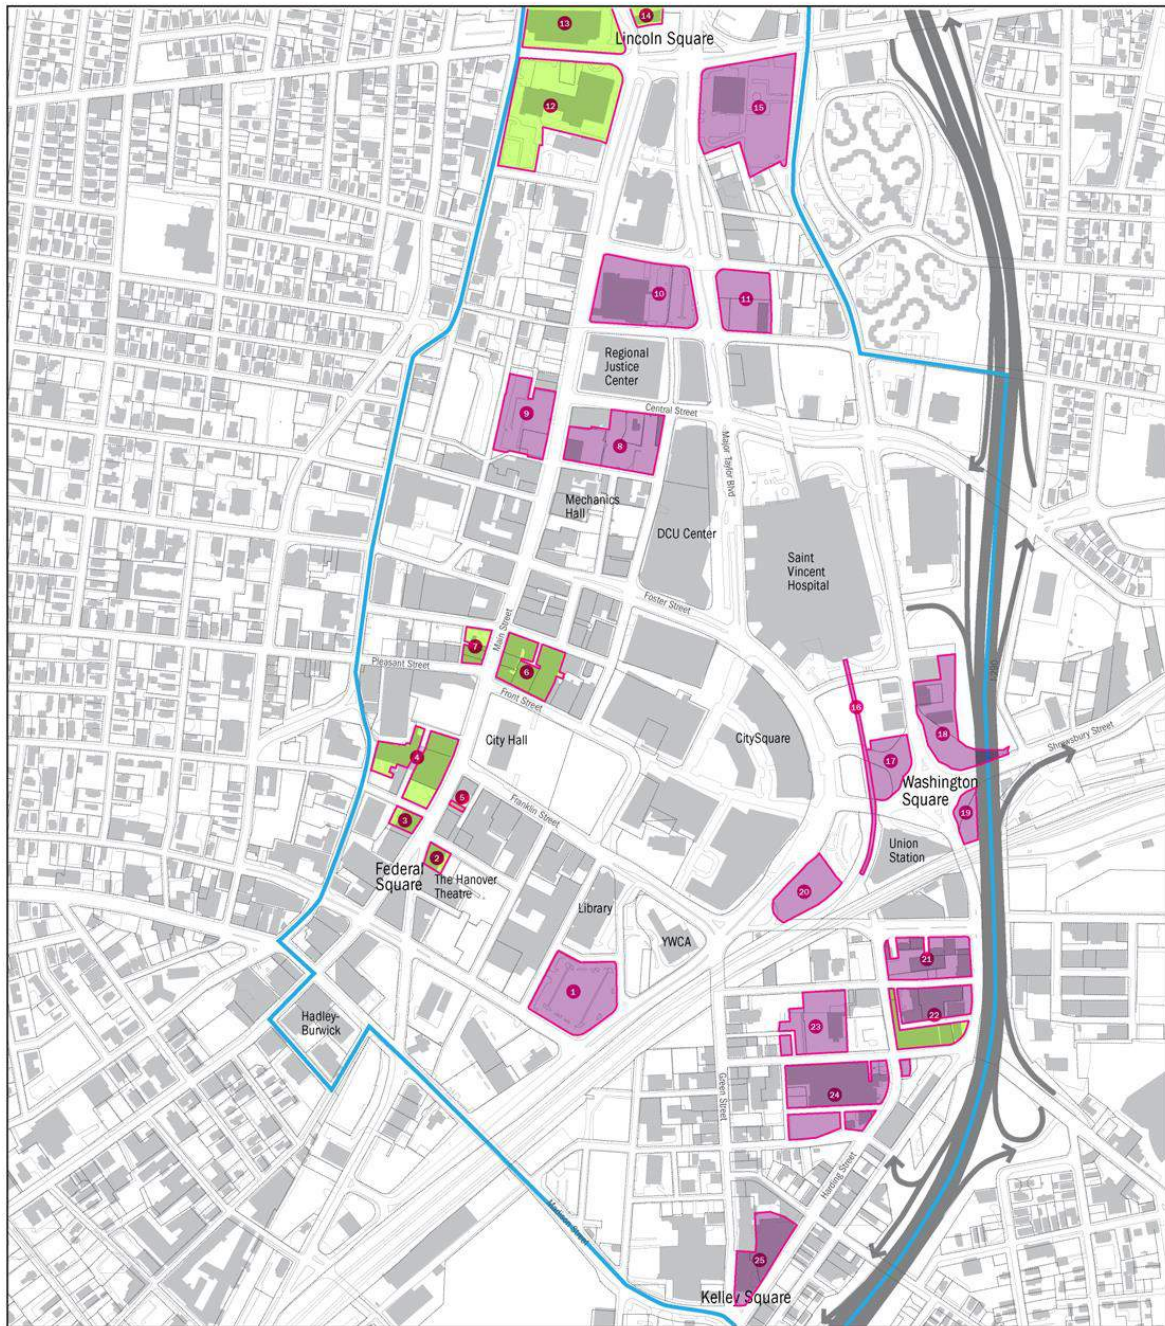 13
14
Lincoln Square
12
15
10
11
Regional
Justice
Center
9
Central Street
8
Major Taylor Blvd
Mechanics
Hall
DCU Center
Saint
Vincent
Hospital
Foster Street
Main Street
7
6
Pleasant Street
Front Street
I-290
16
18
City Hall
CitySquare
Shrewsbury Street
4
17
Washington
Square
5
Franklin Street
3
19
2
Union
Station
Federal
Square
The Hanover
Theatre
20
Library
YWCA
21
1
22
Hadley-
Burwick
23
Green Street
24
Harding Street
Madison Street
25
Kelley Square